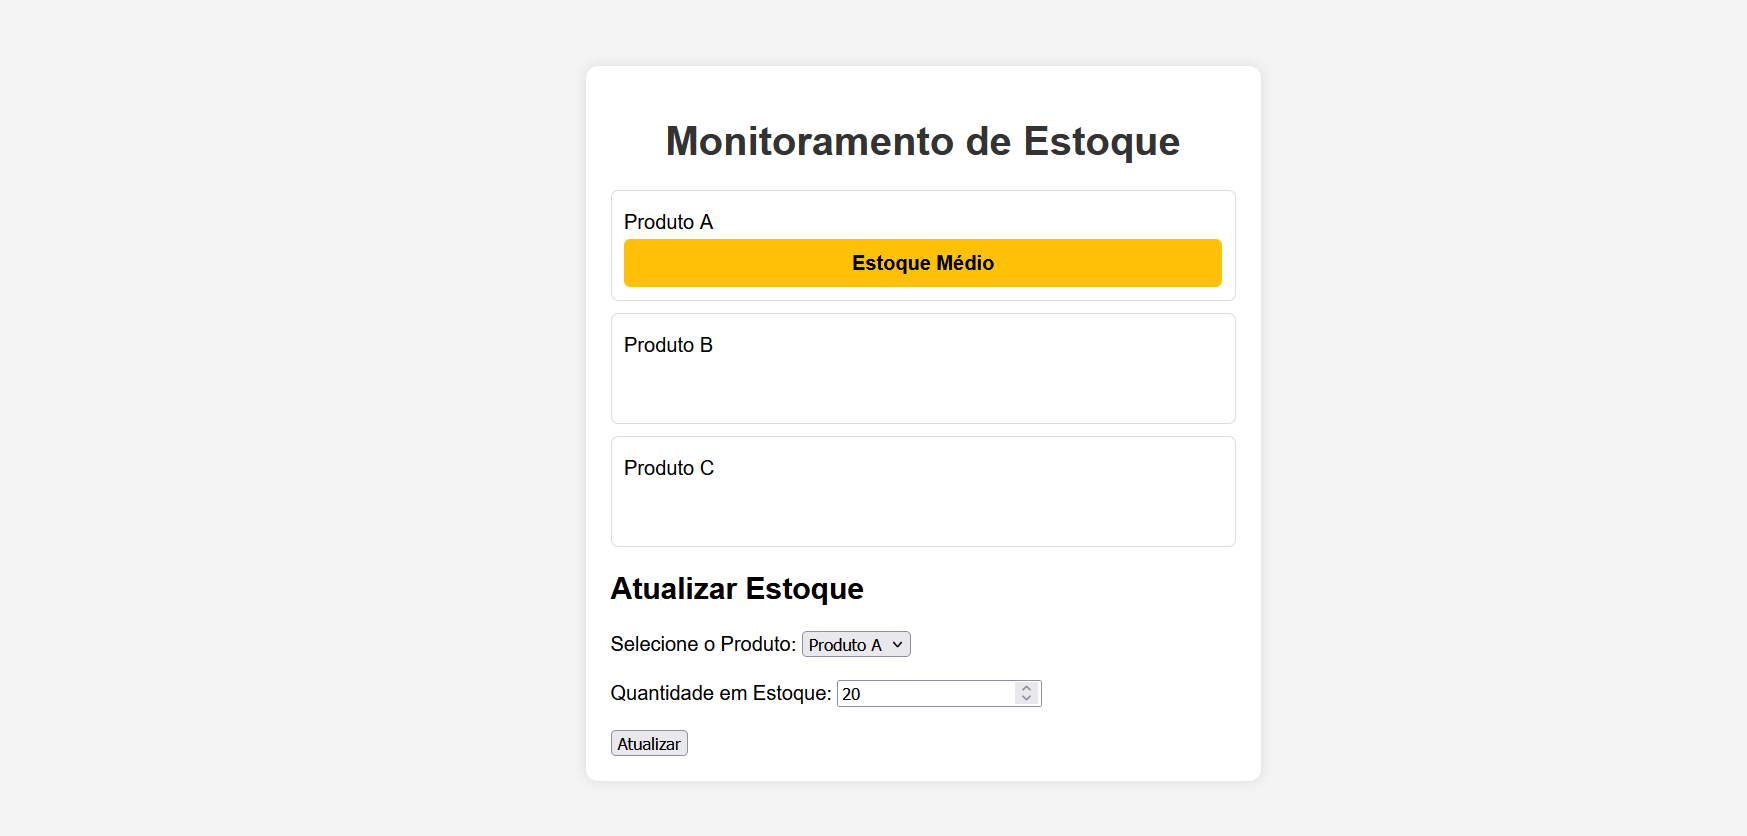 Monitoramento de Estoque
Produto A
Estoque Médio
Produto B
Produto C
Atualizar Estoque
Selecione o Produto: Produto A
Quantidade em Estoque: 20
Atualizar